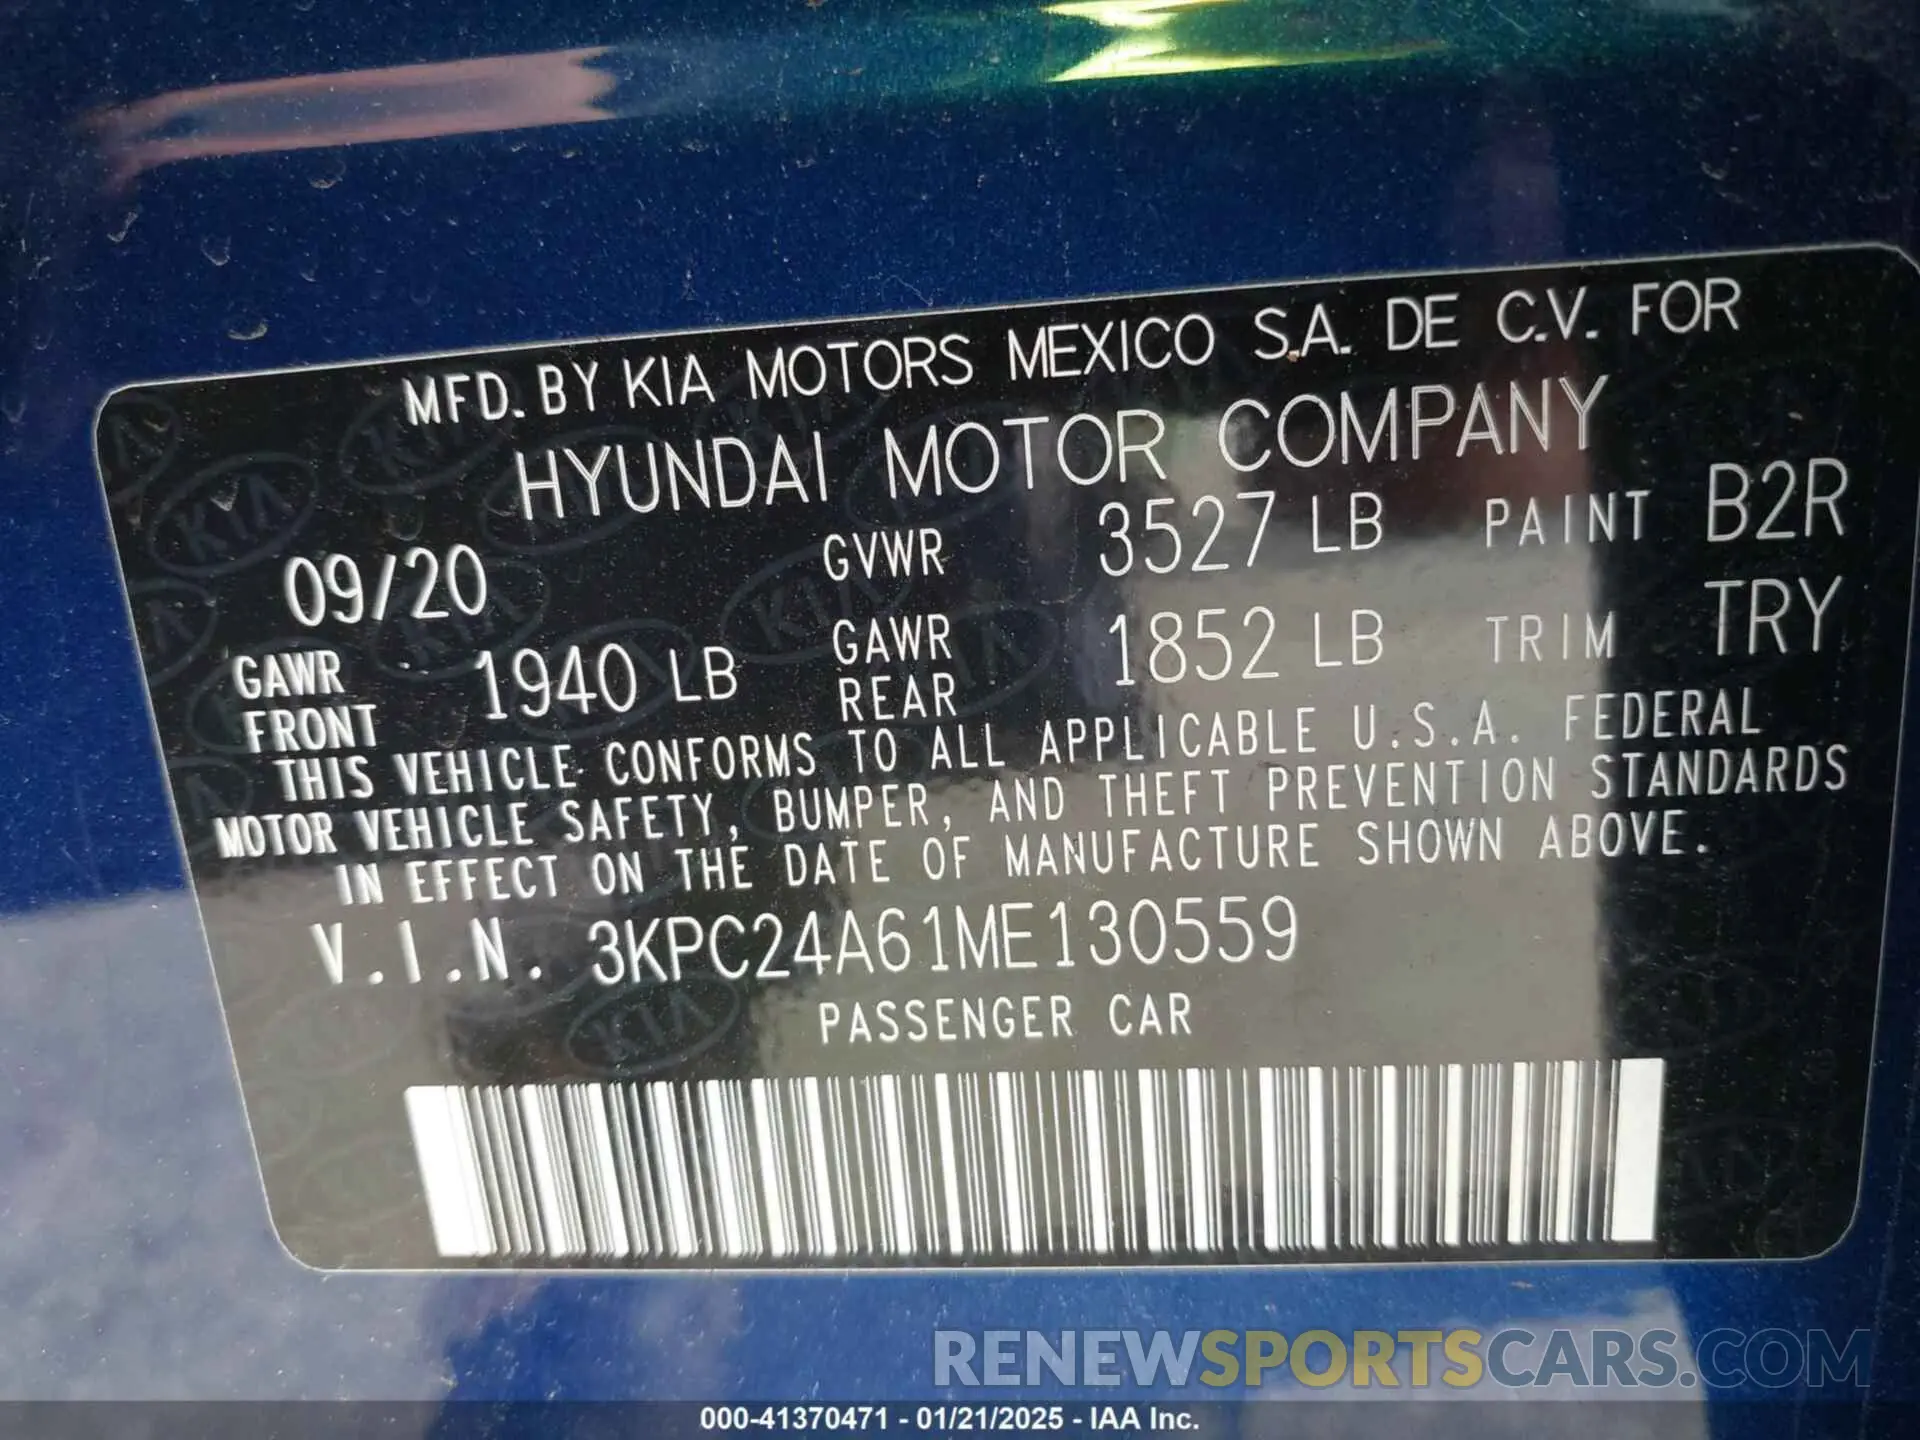 MFD. BY KIA MOTORS MEXICO S.A. DE C.V. FOR
HYUNDAI MOTOR COMPANY
09/20 GVWR 3527 LB PAINT B2R
GAWR FRONT 1940 LB GAWR REAR 1852 LB TRIM TRY
THIS VEHICLE CONFORMS TO ALL APPLICABLE U.S.A. FEDERAL
MOTOR VEHICLE SAFETY, BUMPER, AND THEFT PREVENTION STANDARDS
IN EFFECT ON THE DATE OF MANUFACTURE SHOWN ABOVE.
V.I.N. 3KPC24A61ME130559
PASSENGER CAR
RENEWSPORTSCARS.COM
000-41370471 - 01/21/2025 - IAA Inc.